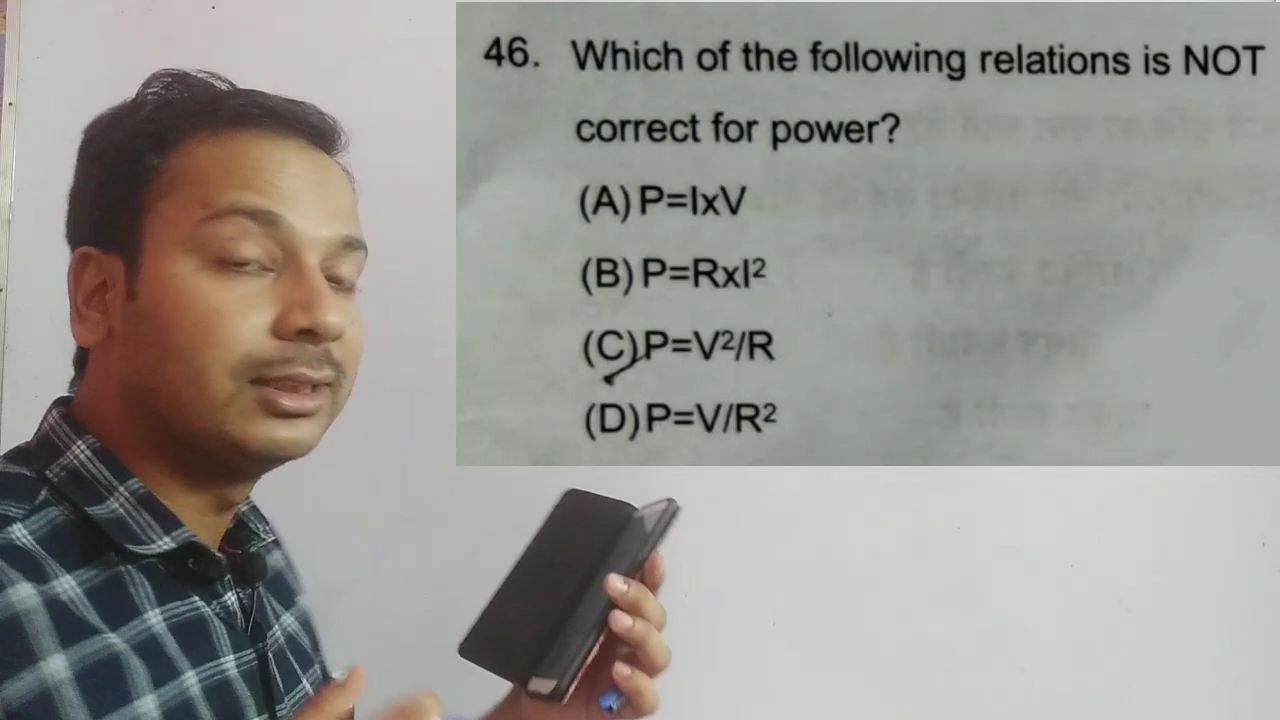 46. Which of the following relations is NOT
correct for power?
(A) P=IxV
(B) P=RxI²
(C) P=V²/R
(D) P=V/R²